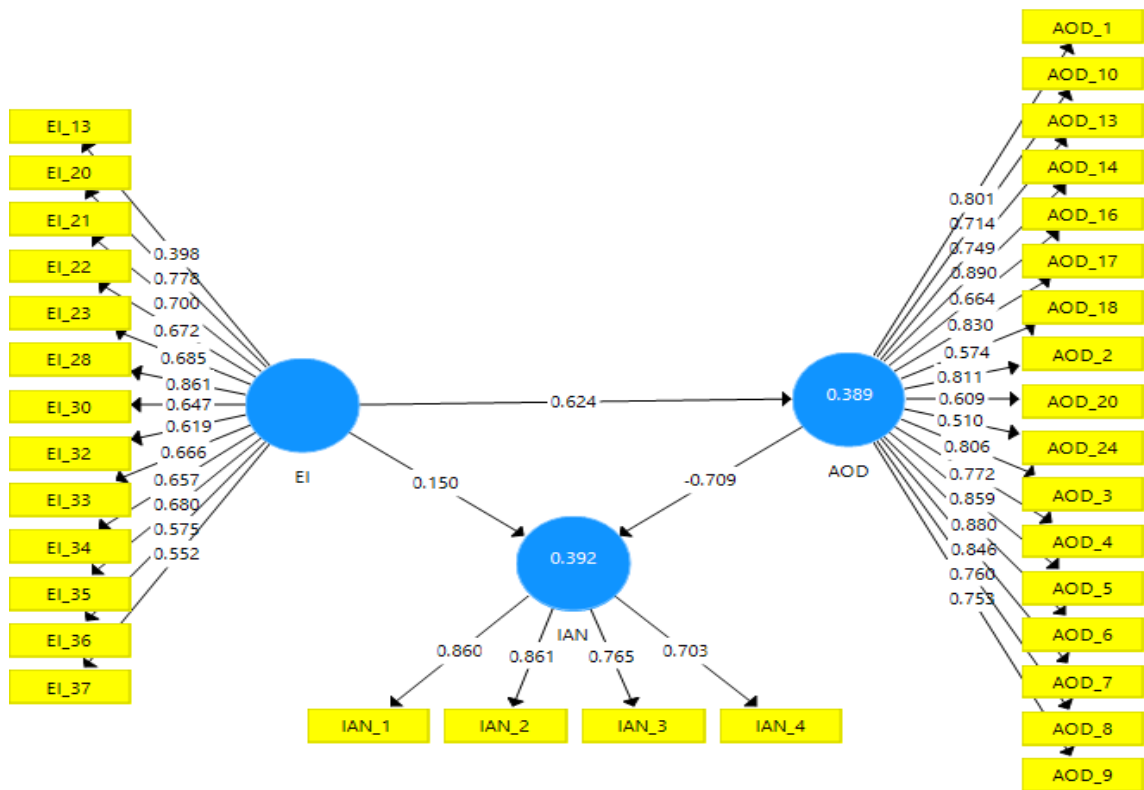 EI_13
EI_20
EI_21
EI_22
EI_23
EI_28
EI_30
EI_32
EI_33
EI_34
EI_35
EI_36
EI_37
0.398
0.778
0.700
0.672
0.685
0.861
0.647
0.619
0.666
0.657
0.680
0.575
0.552
EI
0.624
0.150
-0.709
0.389
AOD
0.392
IAN
0.860
0.861
0.765
0.703
IAN_1
IAN_2
IAN_3
IAN_4
0.801
0.714
0.749
0.890
0.664
0.830
0.574
0.811
0.609
0.510
0.806
0.772
0.859
0.880
0.846
0.760
0.753
AOD_1
AOD_10
AOD_13
AOD_14
AOD_16
AOD_17
AOD_18
AOD_2
AOD_20
AOD_24
AOD_3
AOD_4
AOD_5
AOD_6
AOD_7
AOD_8
AOD_9